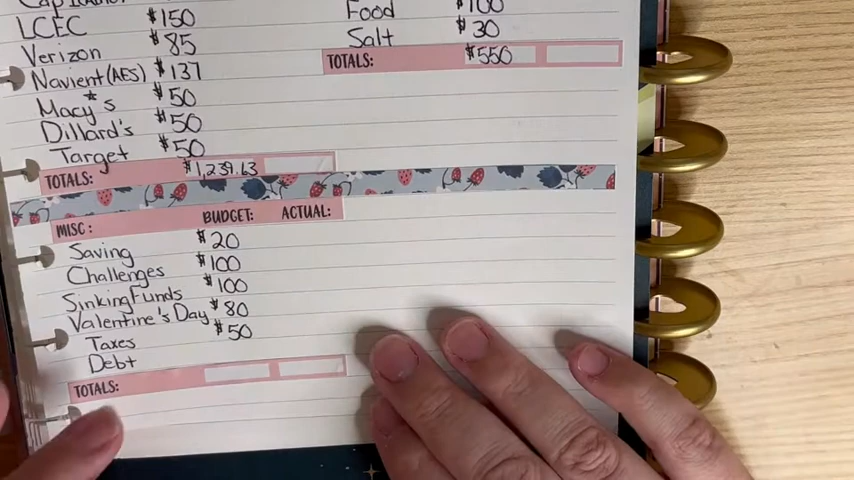 LCEC $150
Verizon $85
Navient (AES) $137
Macy*s $50
Dillard's $50
Target $50
TOTALS: $1,239.63
Food $100
Salt $30
TOTALS: $550
MISC: BUDGET: ACTUAL:
Saving $20
Challenges $100
Sinking Funds $100
Valentine's Day $80
Taxes $50
Debt
TOTALS: